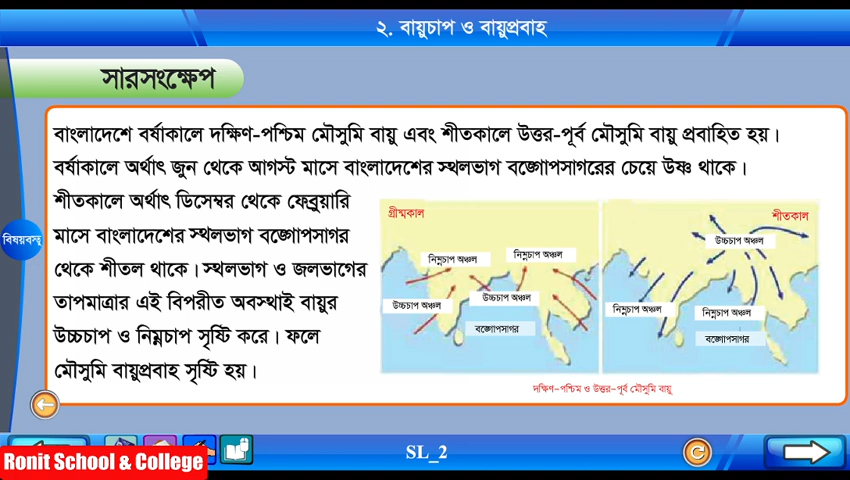 ২. বায়ুচাপ ও বায়ুপ্রবাহ
সারসংক্ষেপ
বাংলাদেশে বর্ষাকালে দক্ষিণ-পশ্চিম মৌসুমি বায়ু এবং শীতকালে উত্তর-পূর্ব মৌসুমি বায়ু প্রবাহিত হয়।
বর্ষাকালে অর্থাৎ জুন থেকে আগস্ট মাসে বাংলাদেশের স্থলভাগ বঙ্গোপসাগরের চেয়ে উষ্ণ থাকে।
শীতকালে অর্থাৎ ডিসেম্বর থেকে ফেব্রুয়ারি
মাসে বাংলাদেশের স্থলভাগ বঙ্গোপসাগর
থেকে শীতল থাকে। স্থলভাগ ও জলভাগের
তাপমাত্রার এই বিপরীত অবস্থাই বায়ুর
উচ্চচাপ ও নিম্নচাপ সৃষ্টি করে। ফলে
মৌসুমি বায়ুপ্রবাহ সৃষ্টি হয়।
বিষয়বস্তু
গ্রীষ্মকাল
নিম্নচাপ অঞ্চল
নিম্নচাপ অঞ্চল
উচ্চচাপ অঞ্চল
উচ্চচাপ অঞ্চল
বঙ্গোপসাগর
শীতকাল
উচ্চচাপ অঞ্চল
নিম্নচাপ অঞ্চল
নিম্নচাপ অঞ্চল
বঙ্গোপসাগর
দক্ষিণ-পশ্চিম ও উত্তর-পূর্ব মৌসুমি বায়ু
SL_2
Ronit School & College